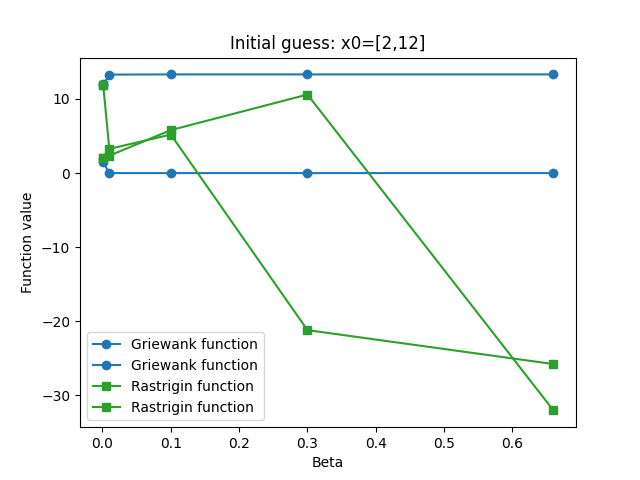 Initial guess: x0=[2,12]
Function value
10
0
−10
−20
−30
Griewank function
Griewank function
Rastrigin function
Rastrigin function
0.0
0.1
0.2
0.3
0.4
0.5
0.6
Beta